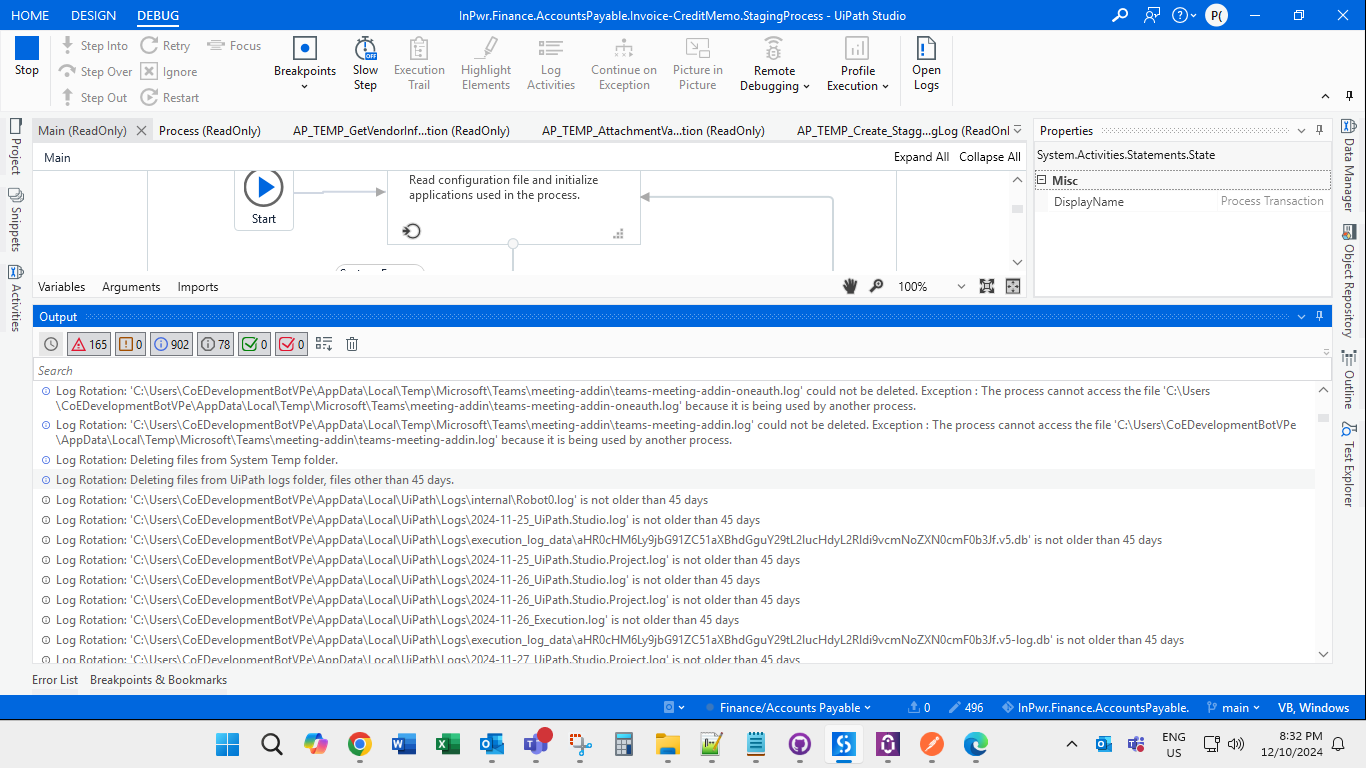 HOME DESIGN DEBUG
InPwr.Finance.AccountsPayable.Invoice-CreditMemo.StagingProcess - UiPath Studio
P(
Stop
Step Into Retry Focus
Step Over Ignore
Step Out Restart
Breakpoints
Slow Step
Execution Trail
Highlight Elements
Log Activities
Continue on Exception
Picture in Picture
Remote Debugging
Profile Execution
Open Logs
Main (ReadOnly) Process (ReadOnly) AP_TEMP_GetVendorInf...tion (ReadOnly) AP_TEMP_AttachmentVa...tion (ReadOnly) AP_TEMP_Create_Stagg...gLog (ReadOnl
Main
Expand All Collapse All
Start
Read configuration file and initialize
applications used in the process.
Variables Arguments Imports
100%
Project
Snippets
Activities
Properties
System.Activities.Statements.State
Misc
DisplayName Process Transaction
Data Manager
Object Repository
Outline
Test Explorer
Output
165 0 902 78 0 0
Search
Log Rotation: 'C:\Users\CoEDevelopmentBotVPe\AppData\Local\Temp\Microsoft\Teams\meeting-addin\teams-meeting-addin-oneauth.log' could not be deleted. Exception : The process cannot access the file 'C:\Users
\CoEDevelopmentBotVPe\AppData\Local\Temp\Microsoft\Teams\meeting-addin\teams-meeting-addin-oneauth.log' because it is being used by another process.
Log Rotation: 'C:\Users\CoEDevelopmentBotVPe\AppData\Local\Temp\Microsoft\Teams\meeting-addin\teams-meeting-addin.log' could not be deleted. Exception : The process cannot access the file 'C:\Users\CoEDevelopmentBotVPe
\AppData\Local\Temp\Microsoft\Teams\meeting-addin\teams-meeting-addin.log' because it is being used by another process.
Log Rotation: Deleting files from System Temp folder.
Log Rotation: Deleting files from UiPath logs folder, files other than 45 days.
Log Rotation: 'C:\Users\CoEDevelopmentBotVPe\AppData\Local\UiPath\Logs\internal\Robot0.log' is not older than 45 days
Log Rotation: 'C:\Users\CoEDevelopmentBotVPe\AppData\Local\UiPath\Logs\2024-11-25_UiPath.Studio.log' is not older than 45 days
Log Rotation: 'C:\Users\CoEDevelopmentBotVPe\AppData\Local\UiPath\Logs\execution_log_data\aHR0cHM6Ly9jbG91ZC51aXBhdGguY29tL2lucHdyL2Rldi9vcmNoZXN0cmF0b3Jf.v5.db' is not older than 45 days
Log Rotation: 'C:\Users\CoEDevelopmentBotVPe\AppData\Local\UiPath\Logs\2024-11-25_UiPath.Studio.Project.log' is not older than 45 days
Log Rotation: 'C:\Users\CoEDevelopmentBotVPe\AppData\Local\UiPath\Logs\2024-11-26_UiPath.Studio.log' is not older than 45 days
Log Rotation: 'C:\Users\CoEDevelopmentBotVPe\AppData\Local\UiPath\Logs\2024-11-26_UiPath.Studio.Project.log' is not older than 45 days
Log Rotation: 'C:\Users\CoEDevelopmentBotVPe\AppData\Local\UiPath\Logs\2024-11-26_Execution.log' is not older than 45 days
Log Rotation: 'C:\Users\CoEDevelopmentBotVPe\AppData\Local\UiPath\Logs\execution_log_data\aHR0cHM6Ly9jbG91ZC51aXBhdGguY29tL2lucHdyL2Rldi9vcmNoZXN0cmF0b3Jf.v5-log.db' is not older than 45 days
Log Rotation: 'C:\Users\CoEDevelopmentBotVPe\AppData\Local\UiPath\Logs\2024-11-27_UiPath.Studio.Project.log' is not older than 45 days
Error List Breakpoints & Bookmarks
Finance/Accounts Payable 0 496 InPwr.Finance.AccountsPayable. main VB, Windows
ENG
US
8:32 PM
12/10/2024